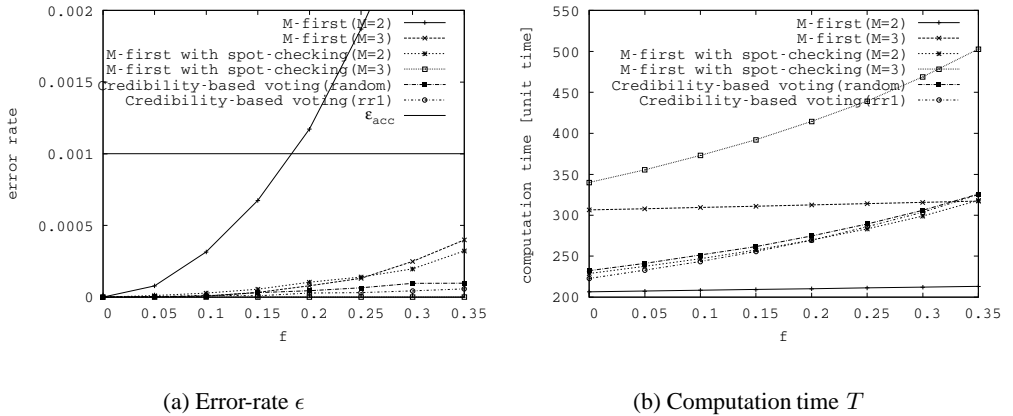 0.002
0.0015
0.001
0.0005
0
error rate
M-first(M=2)
M-first(M=3)
M-first with spot-checking(M=2)
M-first with spot-checking(M=3)
Credibility-based voting(random)
Credibility-based voting(rr1)
ε_acc
0 0.05 0.1 0.15 0.2 0.25 0.3 0.35
f
(a) Error-rate ϵ
550
500
450
400
350
300
250
200
computation time [unit time]
M-first(M=2)
M-first(M=3)
M-first with spot-checking(M=2)
M-first with spot-checking(M=3)
Credibility-based voting(random)
Credibility-based voting(rr1)
0 0.05 0.1 0.15 0.2 0.25 0.3 0.35
f
(b) Computation time T